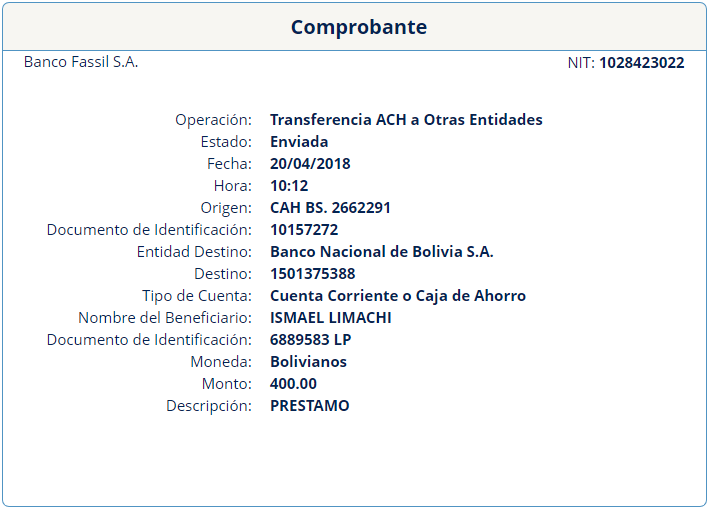 Comprobante
Banco Fassil S.A. NIT: 1028423022
Operación: Transferencia ACH a Otras Entidades
Estado: Enviada
Fecha: 20/04/2018
Hora: 10:12
Origen: CAH BS. 2662291
Documento de Identificación: 10157272
Entidad Destino: Banco Nacional de Bolivia S.A.
Destino: 1501375388
Tipo de Cuenta: Cuenta Corriente o Caja de Ahorro
Nombre del Beneficiario: ISMAEL LIMACHI
Documento de Identificación: 6889583 LP
Moneda: Bolivianos
Monto: 400.00
Descripción: PRESTAMO